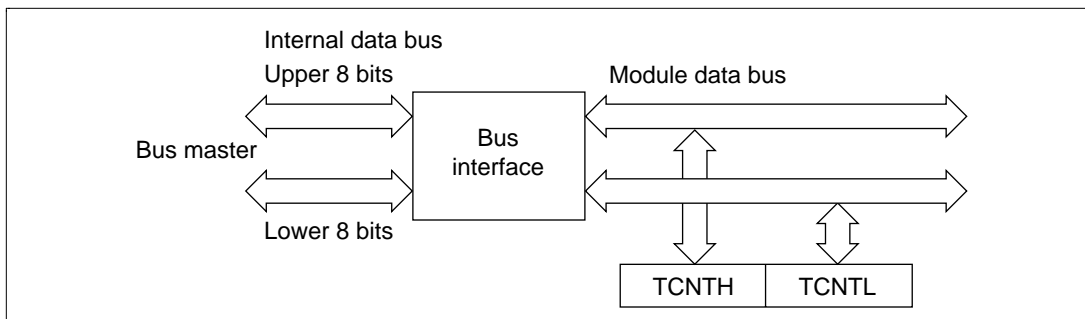 Internal data bus
Upper 8 bits
Module data bus
Bus master
Bus
interface
Lower 8 bits
TCNTH
TCNTL